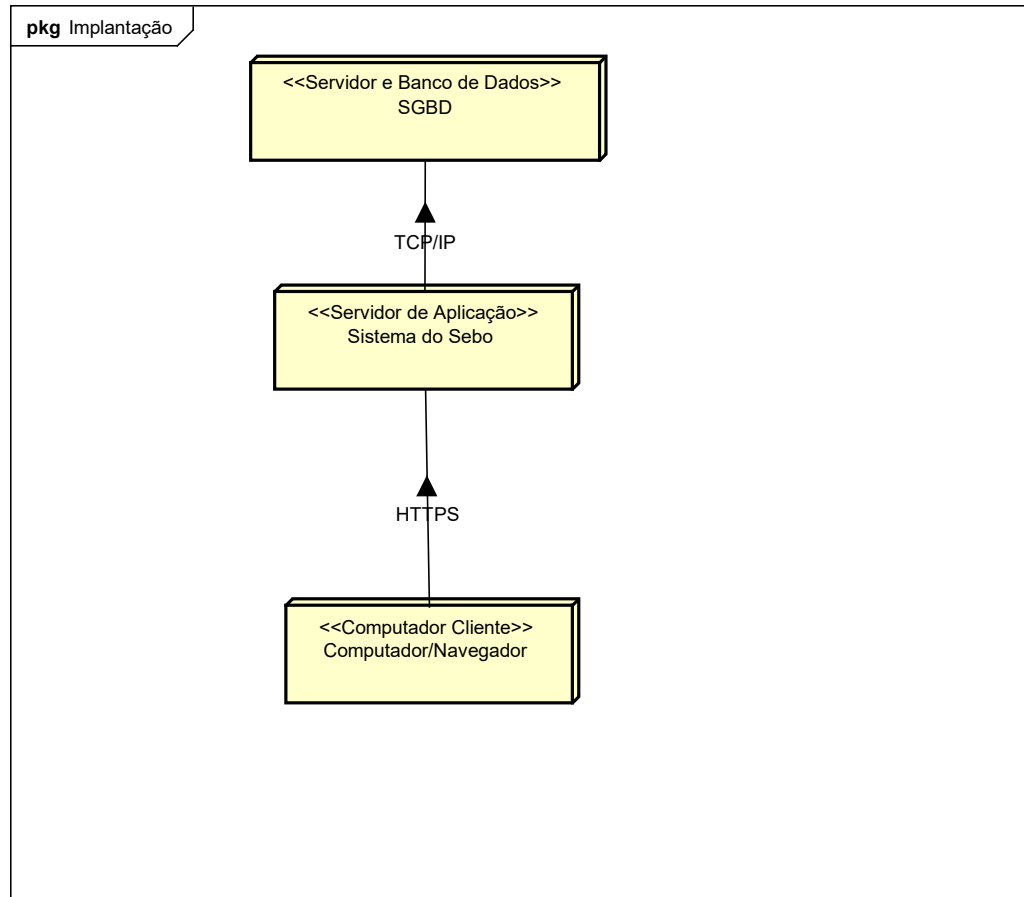 pkg Implantação
<<Servidor e Banco de Dados>>
SGBD
TCP/IP
<<Servidor de Aplicação>>
Sistema do Sebo
HTTPS
<<Computador Cliente>>
Computador/Navegador